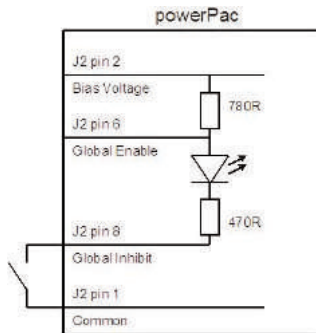 powerPac
J2 pin 2
Bias Voltage
780R
J2 pin 6
Global Enable
470R
J2 pin 8
Global Inhibit
J2 pin 1
Common